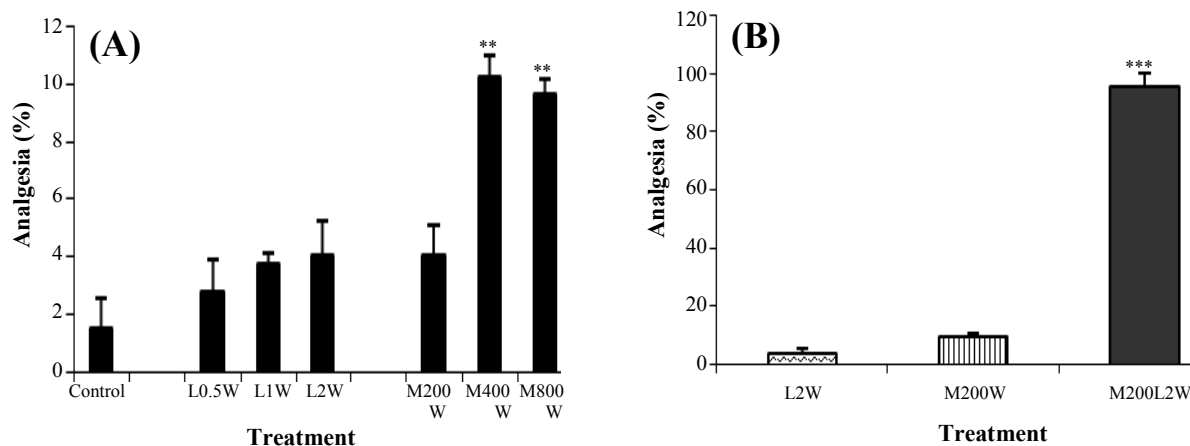 (A)
Analgesia (%)
12
10
8
6
4
2
0
** **
Control L0.5W L1W L2W M200 W M400 W M800 W
Treatment
(B)
Analgesia (%)
120
100
80
60
40
20
0
***
L2W M200W M200L2W
Treatment